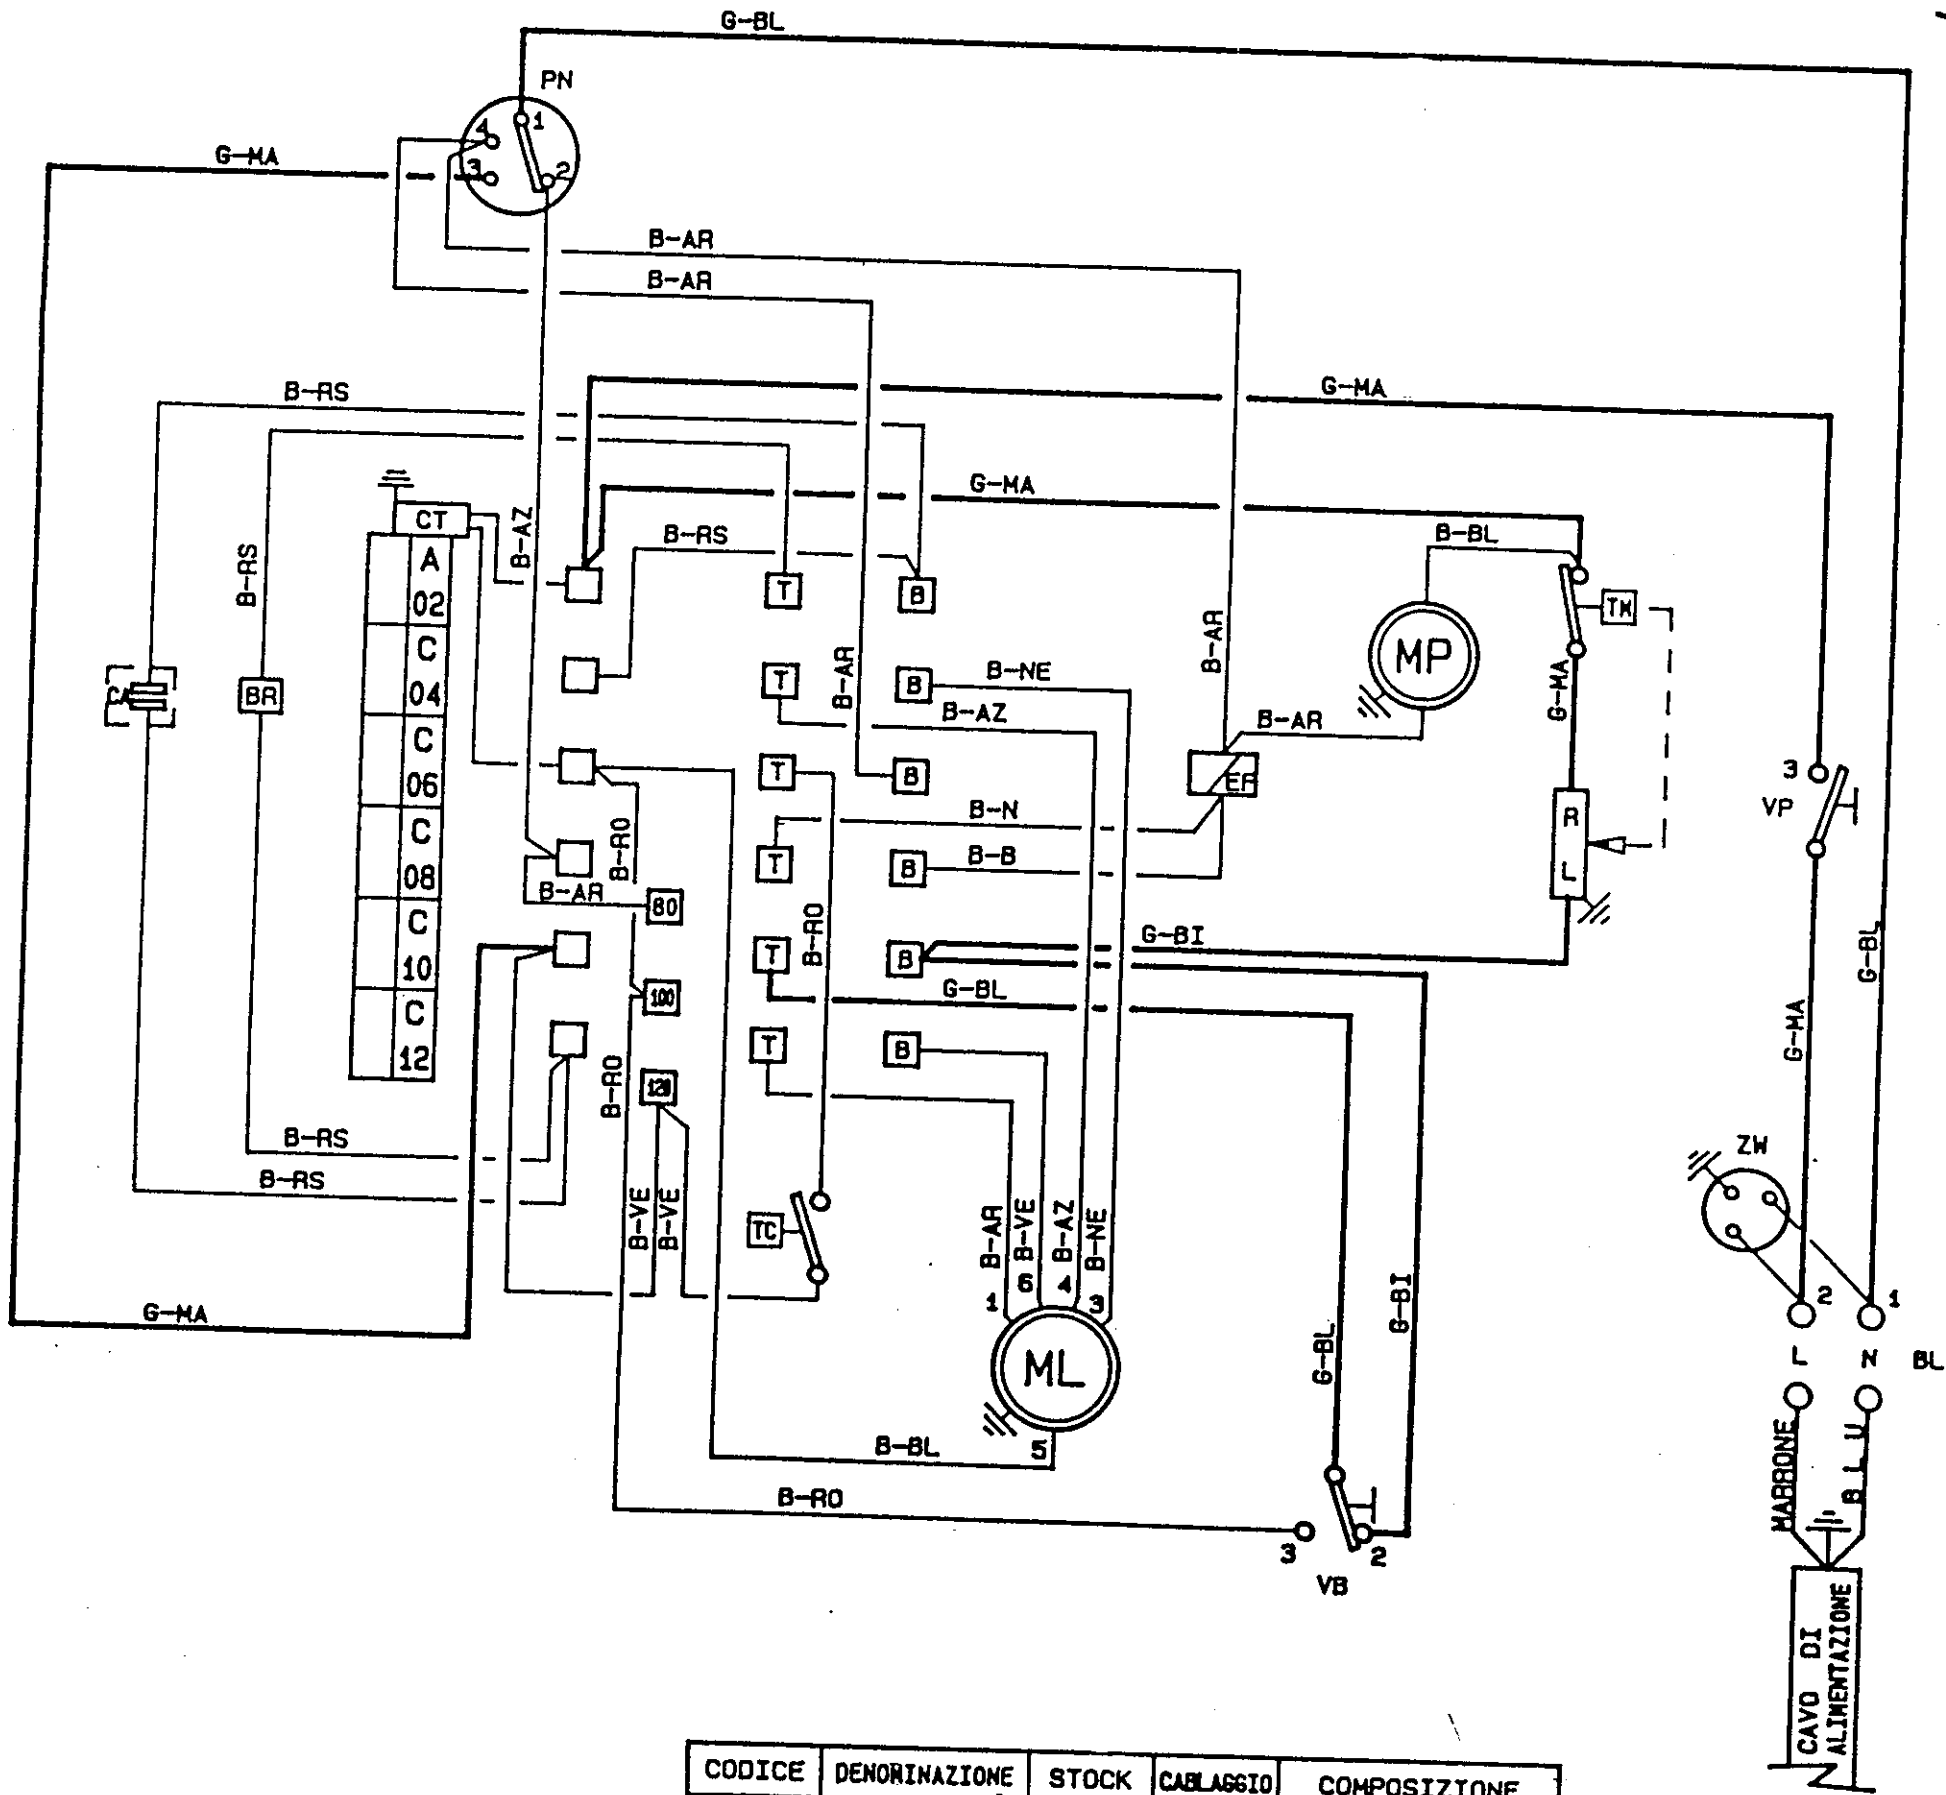 G-BL
PN
4
1
3
2
G-MA
B-AR
B-AR
B-RS
G-MA
G-MA
CT
B-AZ
B-RS
B-BL
A
02
B-RS
T
B
TW
C
04
CA
BR
T
B
B-NE
B-AR
B-AR
MP
G-MA
B-AZ
B-AR
C
06
T
B
EF
3
VP
B-RO
B-N
R
L
C
08
T
B
B-B
B-AR
80
B-RO
G-BL
C
10
T
B
G-BI
100
G-BL
G-MA
C
12
T
B
B-RO
120
B-RS
B-RS
ZW
B-VE
B-VE
TC
B-AR
B-VE
B-AZ
B-NE
1
6
4
3
G-MA
2
1
ML
G-BL
G-BI
L
N
BL
5
B-BL
B-RO
MARRONE
BLU
3
2
VB
CAVO DI
ALIMENTAZIONE
CODICE
DENORINAZIONE
STOCK
CABLAGGIO
COMPOSIZIONE